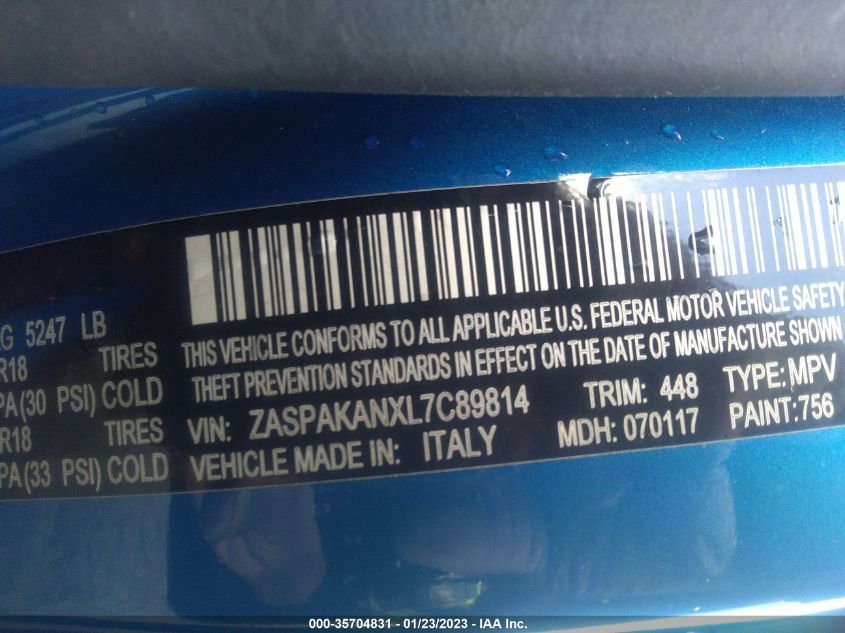 G 5247 LB
R18 TIRES
PA(30 PSI) COLD
R18 TIRES
PA(33 PSI) COLD
THIS VEHICLE CONFORMS TO ALL APPLICABLE U.S. FEDERAL MOTOR VEHICLE SAFETY
THEFT PREVENTION STANDARDS IN EFFECT ON THE DATE OF MANUFACTURE SHOWN
VIN: ZASPAKANXL7C89814 TRIM: 448 TYPE: MPV
VEHICLE MADE IN: ITALY MDH: 070117 PAINT:756
000-35704831 - 01/23/2023 - IAA Inc.